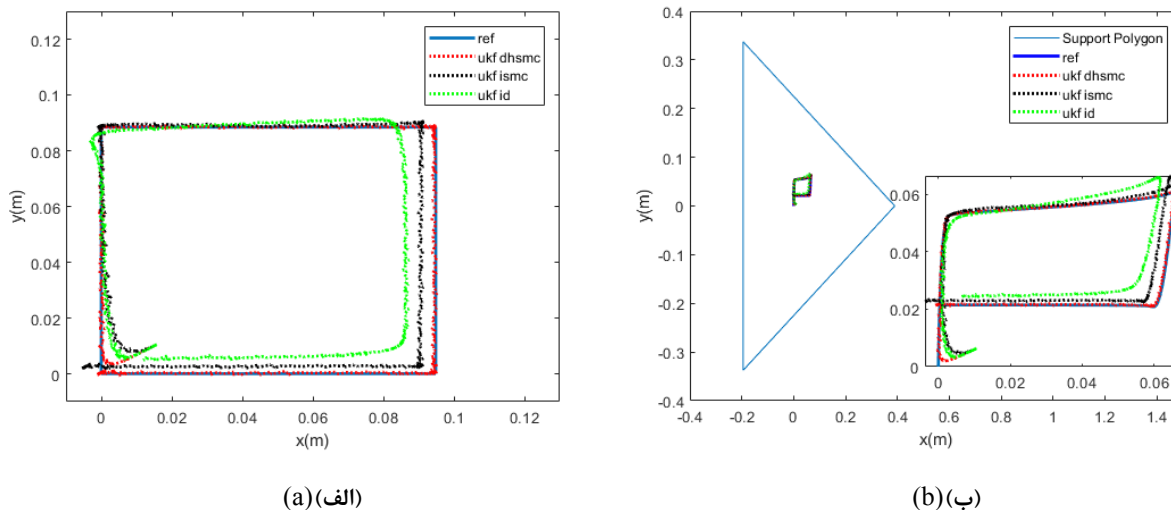 ref
ukf dhsmc
ukf ismc
ukf id
0.12
0.1
0.08
0.06
0.04
0.02
0
y(m)
0 0.02 0.04 0.06 0.08 0.1 0.12
x(m)
(a) (الف)
Support Polygon
ref
ukf dhsmc
ukf ismc
ukf id
0.4
0.3
0.2
0.1
0
-0.1
-0.2
-0.3
-0.4
y(m)
0.06
0.04
0.02
0
0 0.02 0.04 0.06
-0.4 -0.2 0 0.2 0.4 0.6 0.8 1 1.2 1.4
x(m)
(b) (ب)